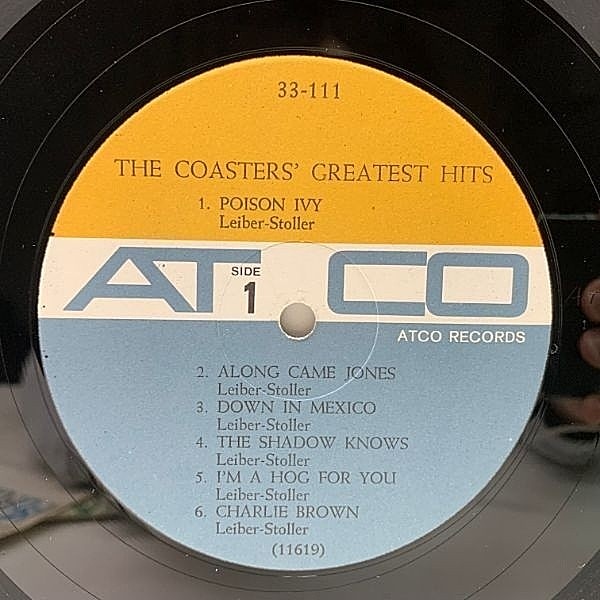 33-111
THE COASTERS' GREATEST HITS
1. POISON IVY
Leiber-Stoller
ATCO
SIDE
1
ATCO RECORDS
2. ALONG CAME JONES
Leiber-Stoller
3. DOWN IN MEXICO
Leiber-Stoller
4. THE SHADOW KNOWS
Leiber-Stoller
5. I'M A HOG FOR YOU
Leiber-Stoller
6. CHARLIE BROWN
Leiber-Stoller
(11619)